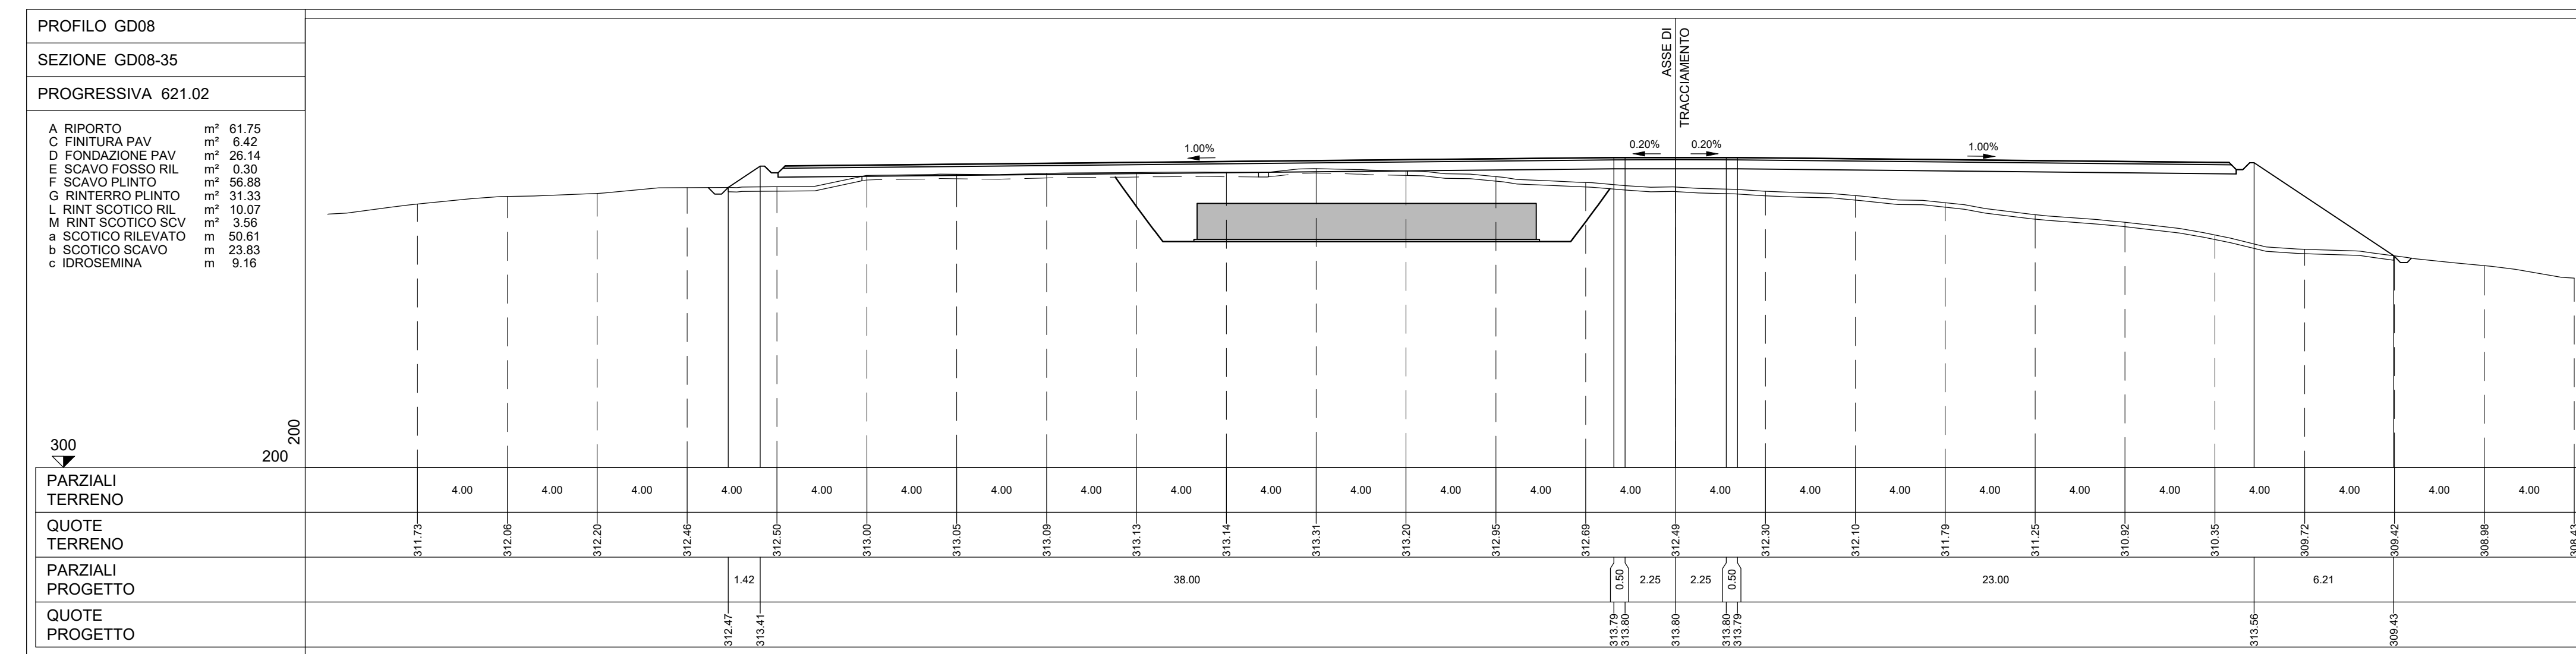 PROFILO GD08
SEZIONE GD08-35
PROGRESSIVA 621.02
A RIPORTO m² 61.75
C FINITURA PAV m² 6.42
D FONDAZIONE PAV m² 26.14
E SCAVO FOSSO RIL m² 0.30
F SCAVO PLINTO m² 56.88
G RINTERRO PLINTO m² 31.33
L RINT SCOTICO RIL m² 10.07
M RINT SCOTICO SCV m² 3.56
a SCOTICO RILEVATO m 50.61
b SCOTICO SCAVO m 23.83
c IDROSEMINA m 9.16
ASSE DI
TRACCIAMENTO
1.00% 0.20% 0.20% 1.00%
300
200
200
PARZIALI
TERRENO
4.00 4.00 4.00 4.00 4.00 4.00 4.00 4.00 4.00 4.00 4.00 4.00 4.00 4.00 4.00 4.00 4.00 4.00 4.00 4.00 4.00 4.00 4.00 4.00
QUOTE
TERRENO
311.73 312.06 312.20 312.46 312.50 313.00 313.05 313.09 313.13 313.14 313.31 313.20 312.95 312.69 312.49 312.30 312.10 311.79 311.25 310.92 310.35 309.72 309.42 308.98
PARZIALI
PROGETTO
1.42 38.00 0.50 2.25 2.25 0.50 23.00 6.21
QUOTE
PROGETTO
312.47 313.41 313.79 313.80 313.80 313.80 313.79 313.56 309.43